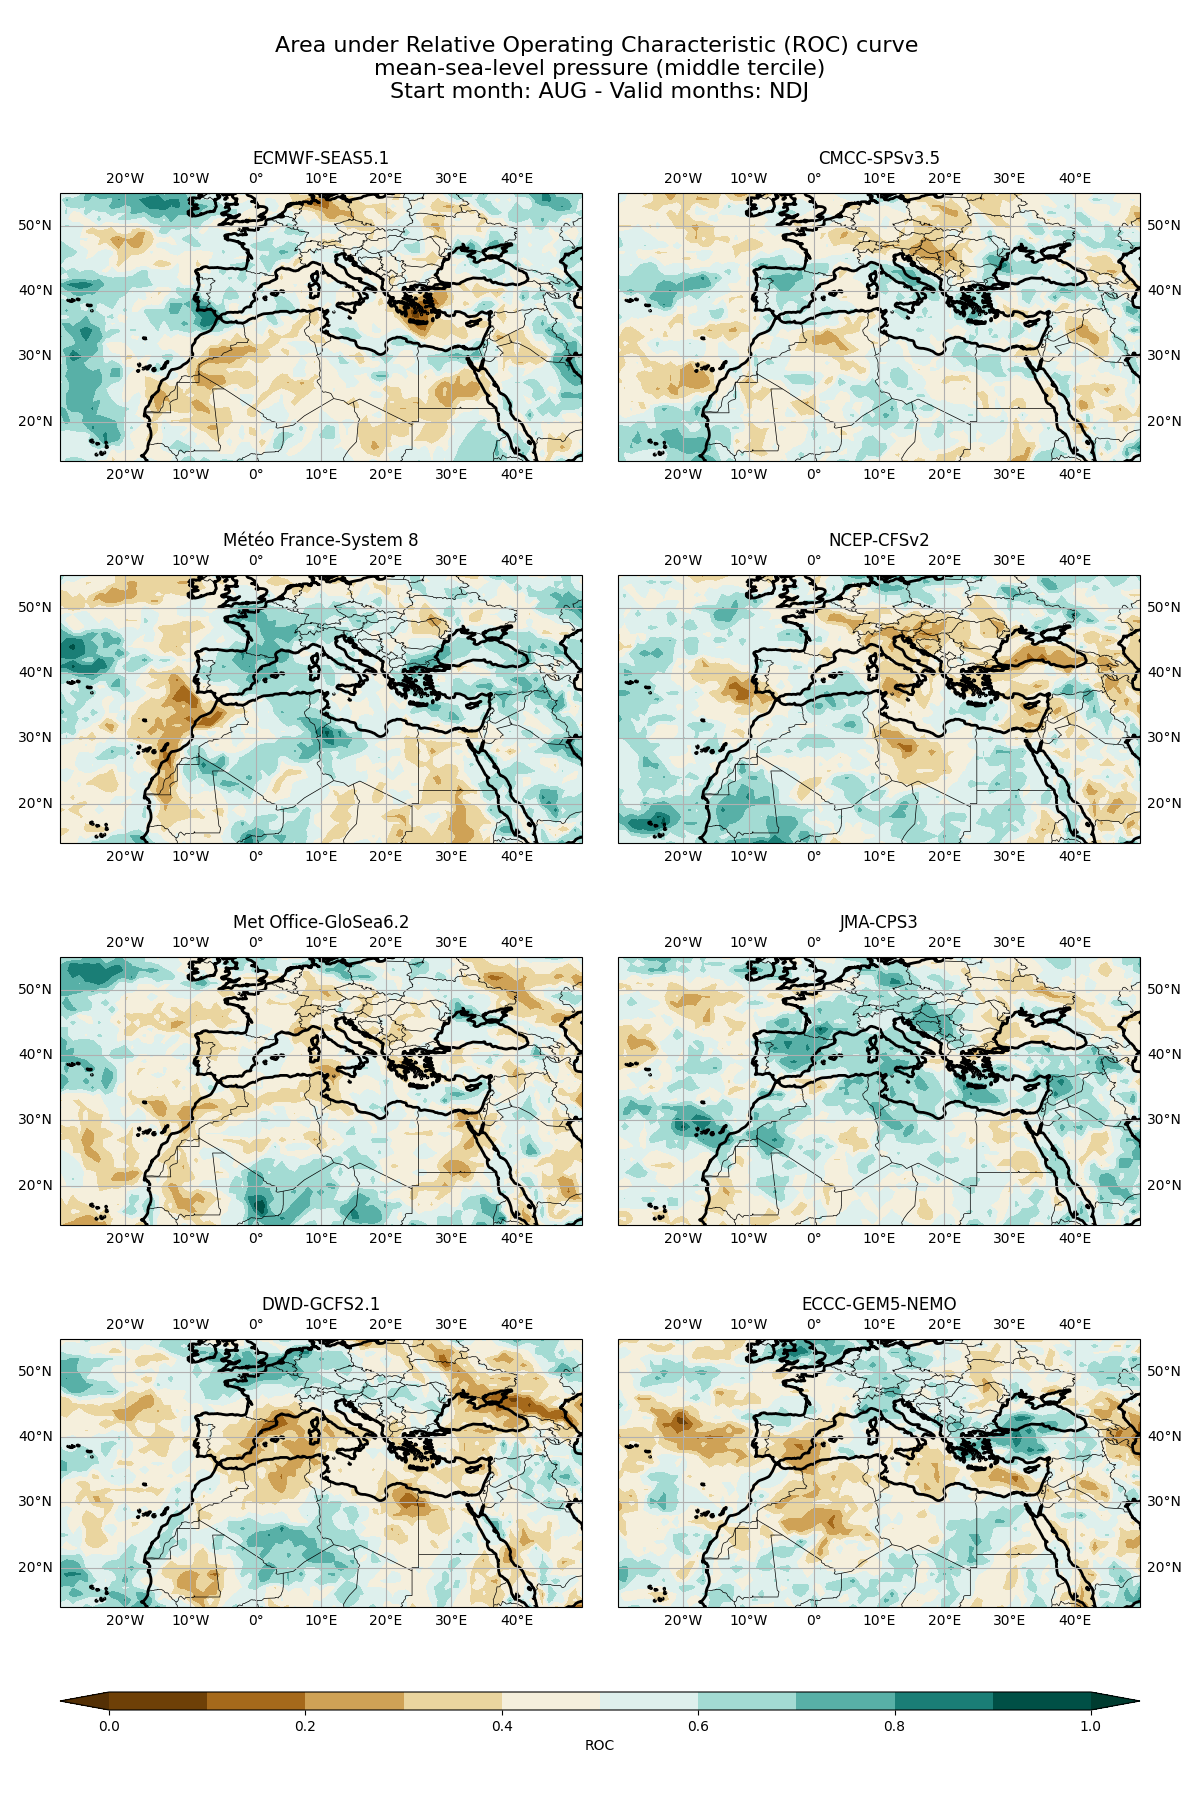 Area under Relative Operating Characteristic (ROC) curve
mean-sea-level pressure (middle tercile)
Start month: AUG - Valid months: NDJ
ECMWF-SEAS5.1
20°W 10°W 0° 10°E 20°E 30°E 40°E
50°N
40°N
30°N
20°N
20°W 10°W 0° 10°E 20°E 30°E 40°E
CMCC-SPSv3.5
20°W 10°W 0° 10°E 20°E 30°E 40°E
50°N
40°N
30°N
20°N
20°W 10°W 0° 10°E 20°E 30°E 40°E
Météo France-System 8
20°W 10°W 0° 10°E 20°E 30°E 40°E
50°N
40°N
30°N
20°N
20°W 10°W 0° 10°E 20°E 30°E 40°E
NCEP-CFSv2
20°W 10°W 0° 10°E 20°E 30°E 40°E
50°N
40°N
30°N
20°N
20°W 10°W 0° 10°E 20°E 30°E 40°E
Met Office-GloSea6.2
20°W 10°W 0° 10°E 20°E 30°E 40°E
50°N
40°N
30°N
20°N
20°W 10°W 0° 10°E 20°E 30°E 40°E
JMA-CPS3
20°W 10°W 0° 10°E 20°E 30°E 40°E
50°N
40°N
30°N
20°N
20°W 10°W 0° 10°E 20°E 30°E 40°E
DWD-GCFS2.1
20°W 10°W 0° 10°E 20°E 30°E 40°E
50°N
40°N
30°N
20°N
20°W 10°W 0° 10°E 20°E 30°E 40°E
ECCC-GEM5-NEMO
20°W 10°W 0° 10°E 20°E 30°E 40°E
50°N
40°N
30°N
20°N
20°W 10°W 0° 10°E 20°E 30°E 40°E
0.0 0.2 0.4 0.6 0.8 1.0
ROC